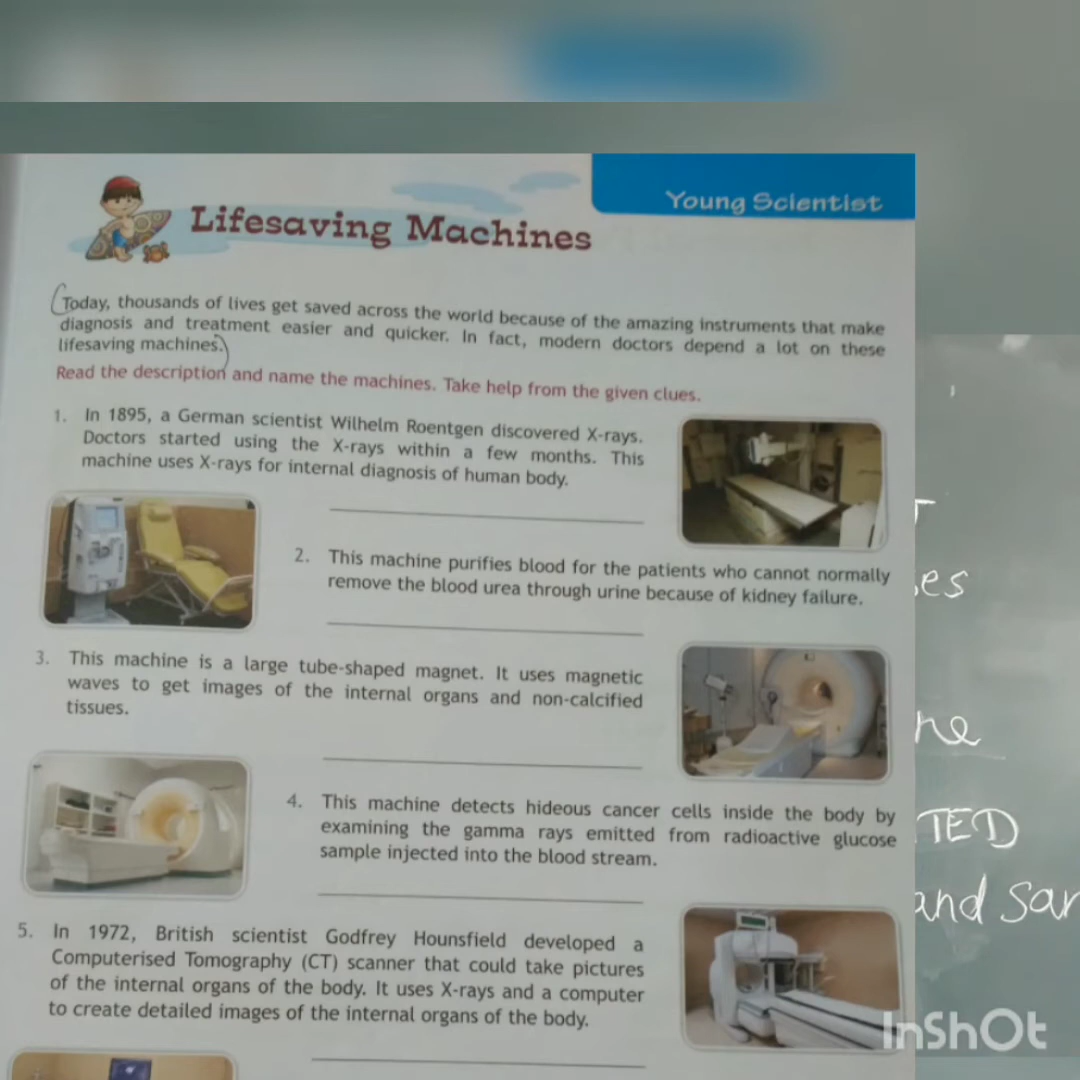 Young Scientist
Lifesaving Machines
Today, thousands of lives get saved across the world because of the amazing instruments that make
diagnosis and treatment easier and quicker. In fact, modern doctors depend a lot on these
lifesaving machines.
Read the description and name the machines. Take help from the given clues.
1. In 1895, a German scientist Wilhelm Roentgen discovered X-rays.
Doctors started using the X-rays within a few months. This
machine uses X-rays for internal diagnosis of human body.
2. This machine purifies blood for the patients who cannot normally
remove the blood urea through urine because of kidney failure.
3. This machine is a large tube-shaped magnet. It uses magnetic
waves to get images of the internal organs and non-calcified
tissues.
4. This machine detects hideous cancer cells inside the body by
examining the gamma rays emitted from radioactive glucose
sample injected into the blood stream.
5. In 1972, British scientist Godfrey Hounsfield developed a
Computerised Tomography (CT) scanner that could take pictures
of the internal organs of the body. It uses X-rays and a computer
to create detailed images of the internal organs of the body.
TED
and
InShOt